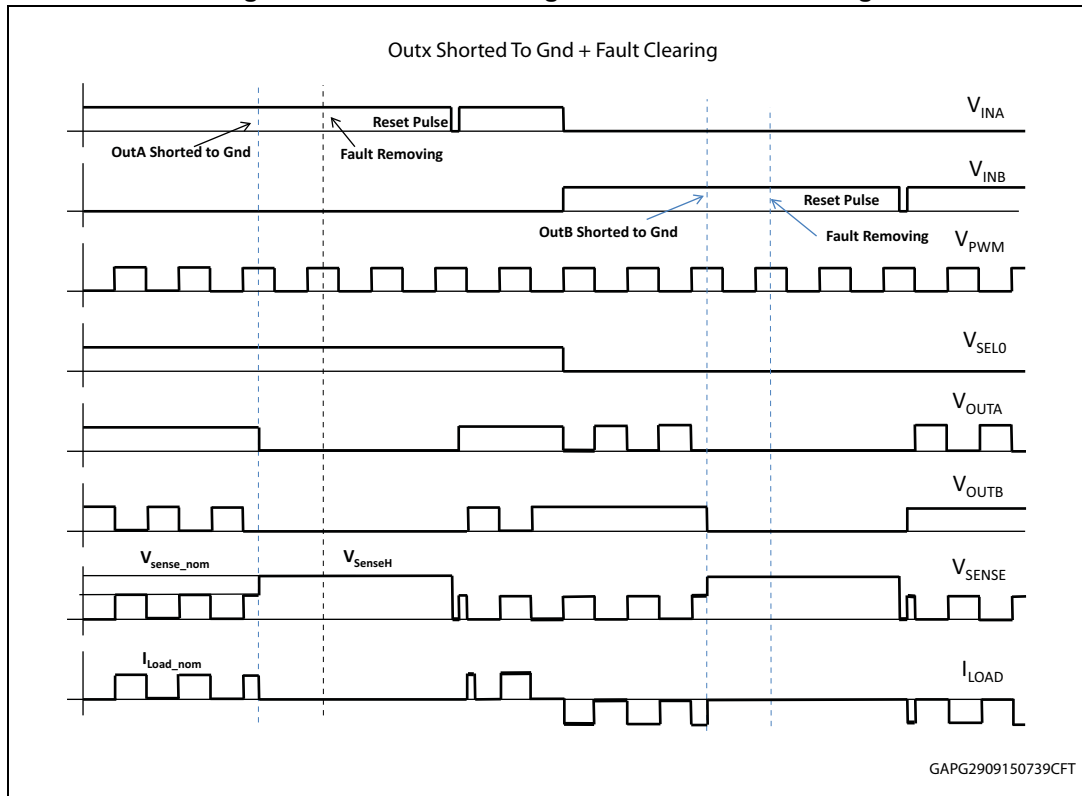 Outx Shorted To Gnd + Fault Clearing
V_INA
Reset Pulse
OutA Shorted to Gnd
Fault Removing
V_INB
Reset Pulse
OutB Shorted to Gnd
Fault Removing
V_PWM
V_SEL0
V_OUTA
V_OUTB
V_sense_nom
V_SenseH
V_SENSE
I_Load_nom
I_LOAD
GAPG2909150739CFT